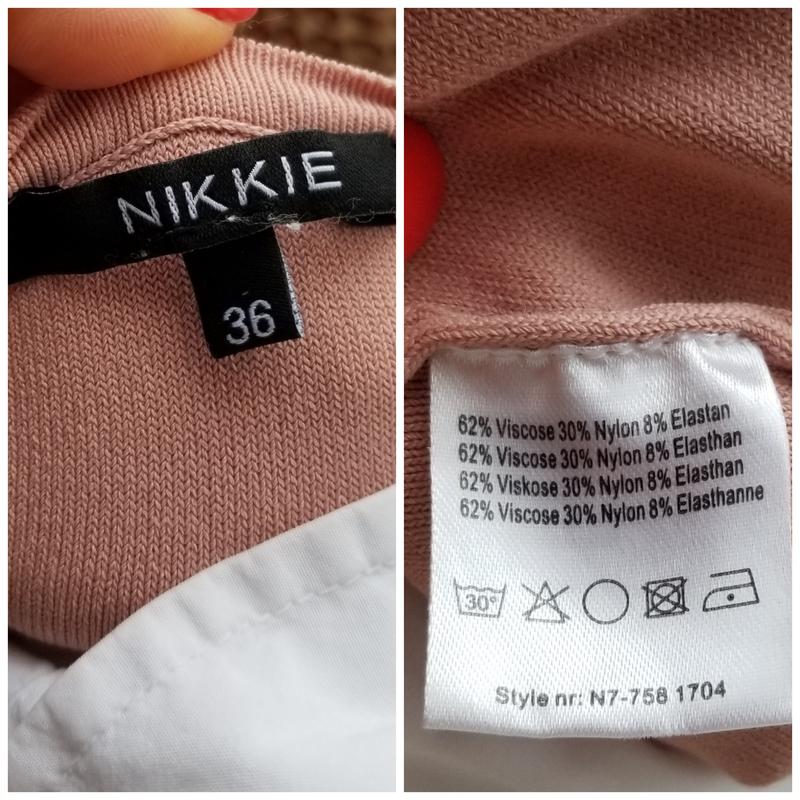 NIKKIE
36
62% Viscose 30% Nylon 8% Elastan
62% Viscose 30% Nylon 8% Elasthan
62% Viskose 30% Nylon 8% Elasthan
62% Viscose 30% Nylon 8% Elasthanne
30°
Style nr: N7-758 1704